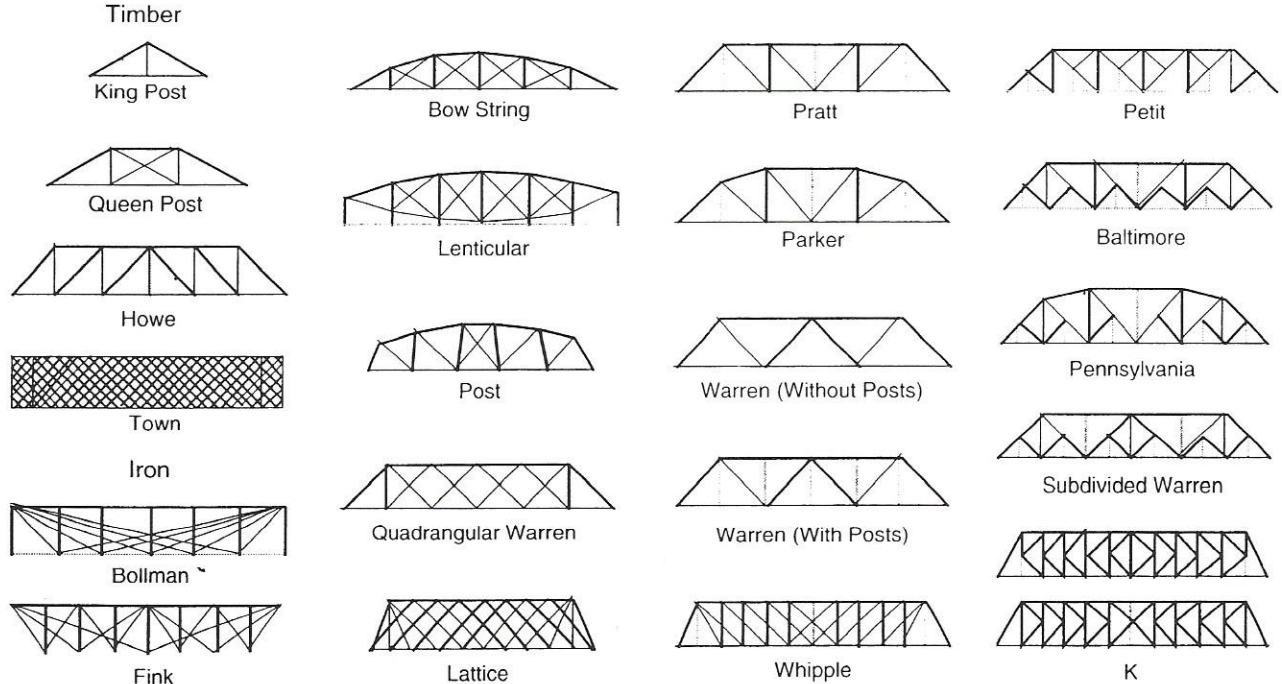 Timber
King Post
Queen Post
Howe
Town
Iron
Bollman
Fink
Bow String
Lenticular
Post
Quadrangular Warren
Lattice
Pratt
Parker
Warren (Without Posts)
Warren (With Posts)
Whipple
Petit
Baltimore
Pennsylvania
Subdivided Warren
K